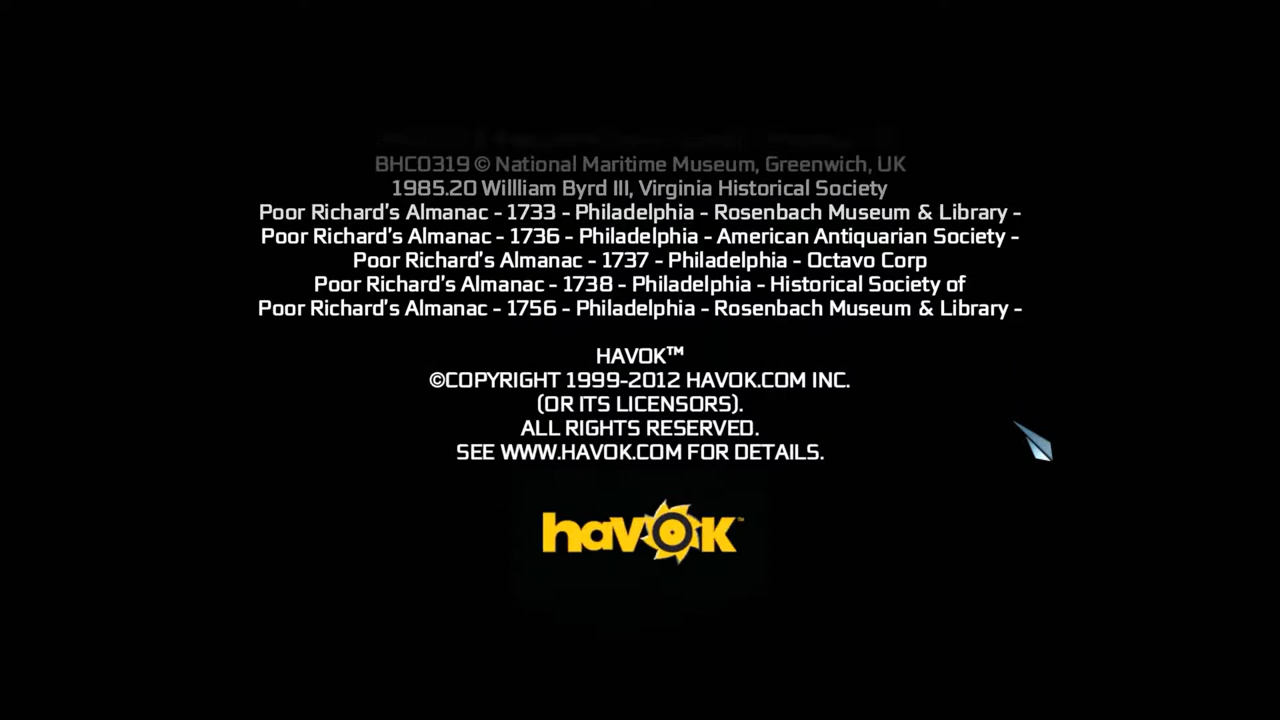 BHC0319 © National Maritime Museum, Greenwich, UK
1985.20 Willliam Byrd III, Virginia Historical Society
Poor Richard's Almanac - 1733 - Philadelphia - Rosenbach Museum & Library -
Poor Richard's Almanac - 1736 - Philadelphia - American Antiquarian Society -
Poor Richard's Almanac - 1737 - Philadelphia - Octavo Corp
Poor Richard's Almanac - 1738 - Philadelphia - Historical Society of
Poor Richard's Almanac - 1756 - Philadelphia - Rosenbach Museum & Library -
HAVOK™
©COPYRIGHT 1999-2012 HAVOK.COM INC.
(OR ITS LICENSORS).
ALL RIGHTS RESERVED.
SEE WWW.HAVOK.COM FOR DETAILS.
havok™